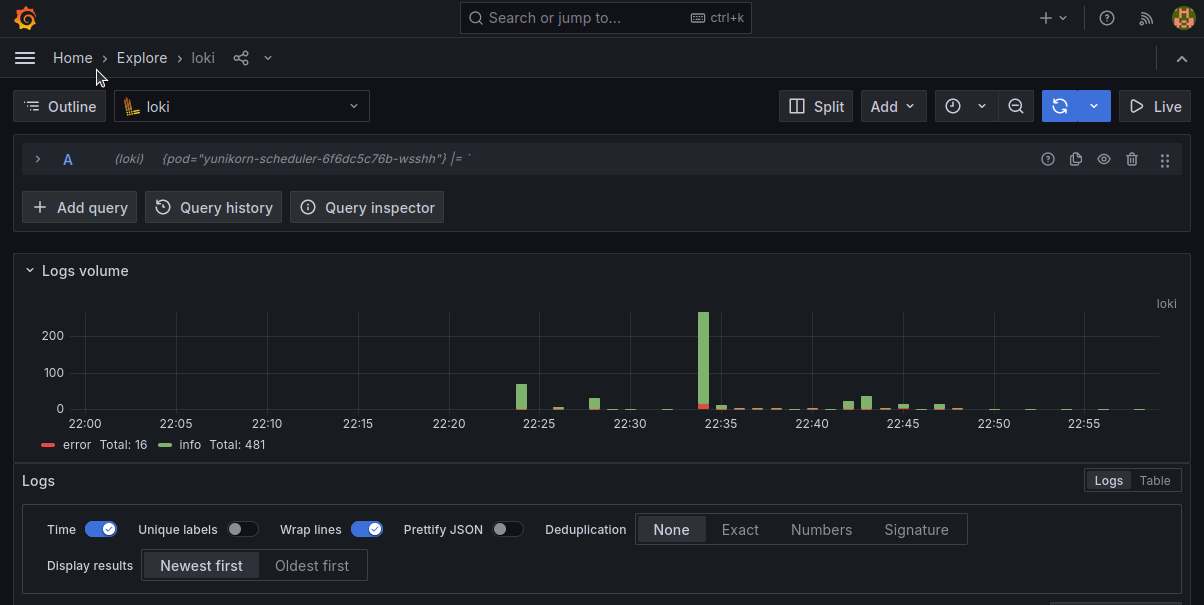 Search or jump to... ctrl+k
Home › Explore › loki
Outline loki Split Add Live
A (loki) {pod="yunikorn-scheduler-6f6dc5c76b-wsshh"} |= `
Add query Query history Query inspector
Logs volume
loki
200
100
0
22:00 22:05 22:10 22:15 22:20 22:25 22:30 22:35 22:40 22:45 22:50 22:55
error Total: 16 info Total: 481
Logs Logs Table
Time Unique labels Wrap lines Prettify JSON Deduplication None Exact Numbers Signature
Display results Newest first Oldest first